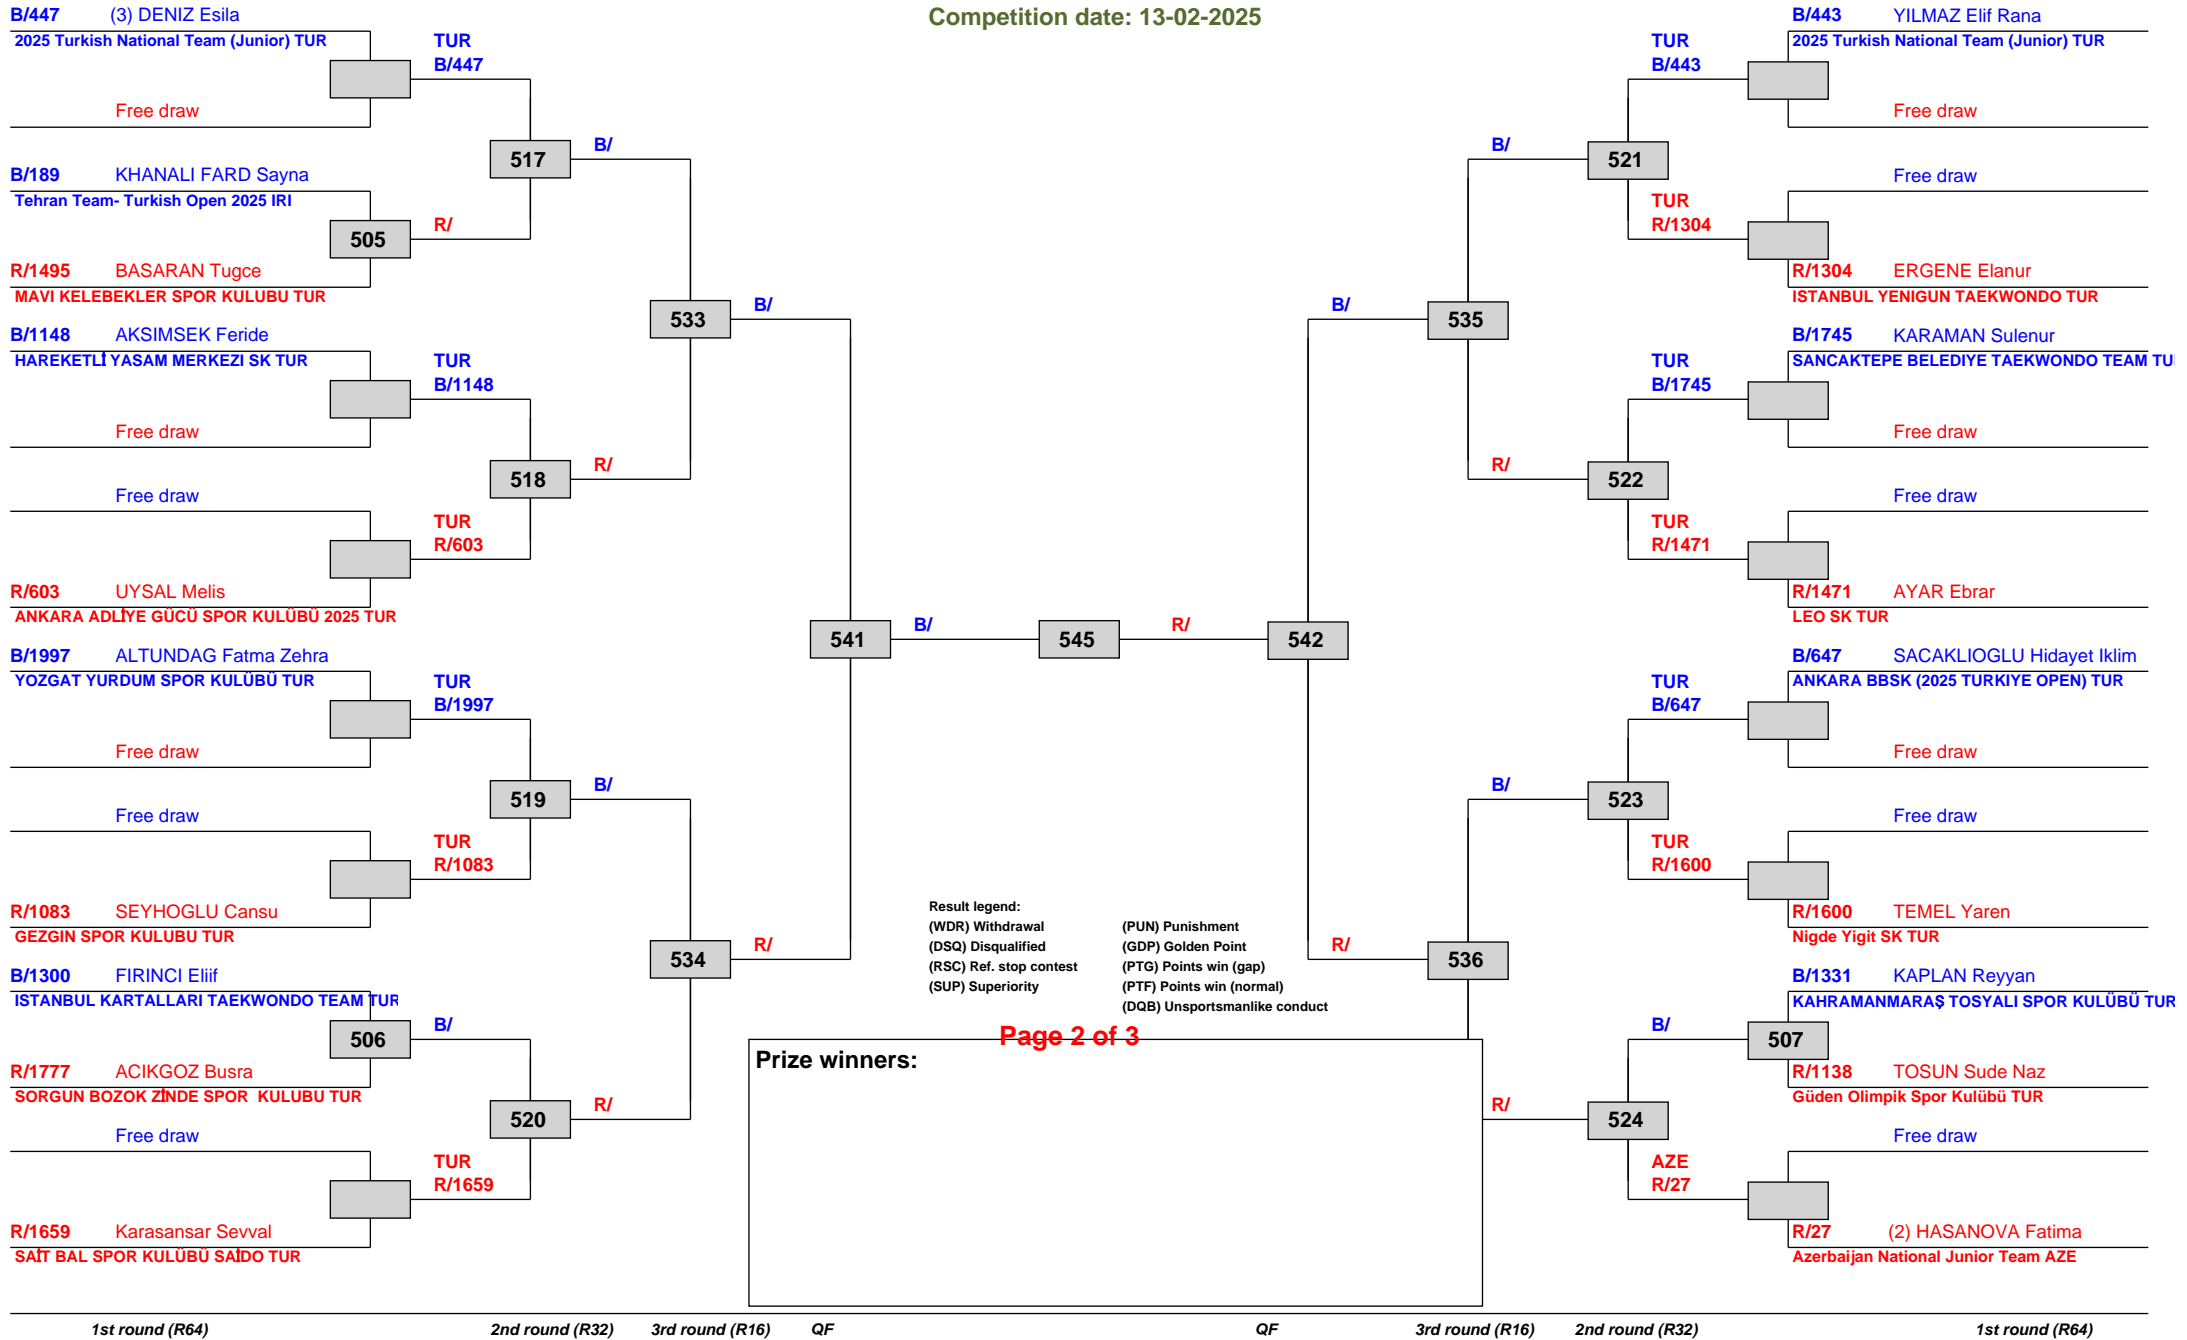 Competition date: 13-02-2025
B/447 (3) DENIZ Esila
2025 Turkish National Team (Junior) TUR
TUR
B/447
Free draw
517
B/
B/189 KHANALI FARD Sayna
Tehran Team- Turkish Open 2025 IRI
505
R/
R/1495 BASARAN Tugce
MAVI KELEBEKLER SPOR KULUBU TUR
533
B/
B/1148 AKSIMSEK Feride
HAREKETLİ YASAM MERKEZI SK TUR
TUR
B/1148
Free draw
518
R/
Free draw
TUR
R/603
R/603 UYSAL Melis
ANKARA ADLİYE GÜCÜ SPOR KULÜBÜ 2025 TUR
541
B/
545
R/
542
B/1997 ALTUNDAG Fatma Zehra
YOZGAT YURDUM SPOR KULÜBÜ TUR
TUR
B/1997
Free draw
519
B/
Free draw
TUR
R/1083
R/1083 SEYHOGLU Cansu
GEZGIN SPOR KULUBU TUR
534
R/
B/1300 FIRINCI Eliif
ISTANBUL KARTALLARI TAEKWONDO TEAM TUR
506
B/
R/1777 ACIKGOZ Busra
SORGUN BOZOK ZİNDE SPOR KULUBU TUR
520
R/
Free draw
TUR
R/1659
R/1659 Karasansar Sevval
SAİT BAL SPOR KULÜBÜ SAİDO TUR
B/443 YILMAZ Elif Rana
2025 Turkish National Team (Junior) TUR
TUR
B/443
Free draw
B/
521
Free draw
TUR
R/1304
R/1304 ERGENE Elanur
ISTANBUL YENIGUN TAEKWONDO TUR
B/
535
B/1745 KARAMAN Sulenur
SANCAKTEPE BELEDIYE TAEKWONDO TEAM TU
TUR
B/1745
Free draw
R/
522
Free draw
TUR
R/1471
R/1471 AYAR Ebrar
LEO SK TUR
B/647 SACAKLIOGLU Hidayet Iklim
ANKARA BBSK (2025 TURKIYE OPEN) TUR
TUR
B/647
Free draw
B/
523
Free draw
TUR
R/1600
R/1600 TEMEL Yaren
Nigde Yigit SK TUR
R/
536
B/1331 KAPLAN Reyyan
KAHRAMANMARAŞ TOSYALI SPOR KULÜBÜ TUR
B/
507
R/1138 TOSUN Sude Naz
Güden Olimpik Spor Kulübü TUR
R/
524
Free draw
AZE
R/27
R/27 (2) HASANOVA Fatima
Azerbaijan National Junior Team AZE
Result legend:
(WDR) Withdrawal (PUN) Punishment
(DSQ) Disqualified (GDP) Golden Point
(RSC) Ref. stop contest (PTG) Points win (gap)
(SUP) Superiority (PTF) Points win (normal)
(DQB) Unsportsmanlike conduct
Page 2 of 3
Prize winners:
1st round (R64) 2nd round (R32) 3rd round (R16) QF QF 3rd round (R16) 2nd round (R32) 1st round (R64)